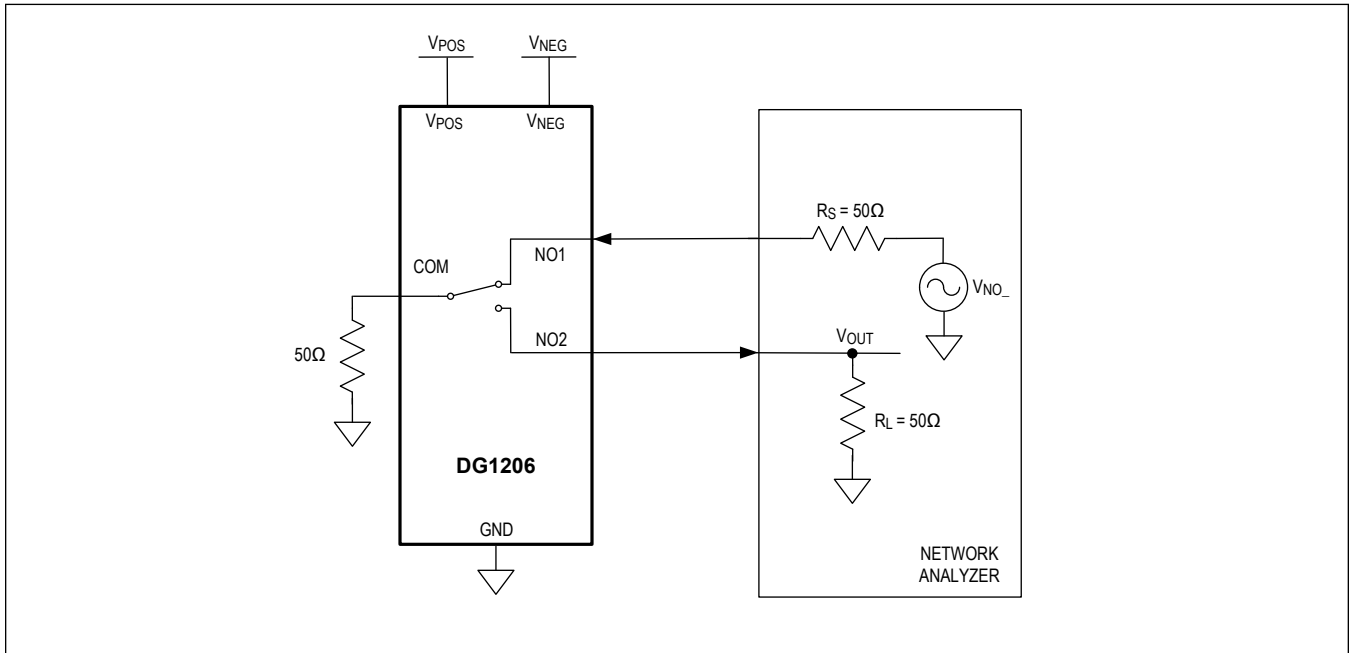 VPOS
VNEG
VPOS
VNEG
RS = 50Ω
NO1
COM
VNO_
NO2
VOUT
50Ω
RL = 50Ω
DG1206
GND
NETWORK
ANALYZER